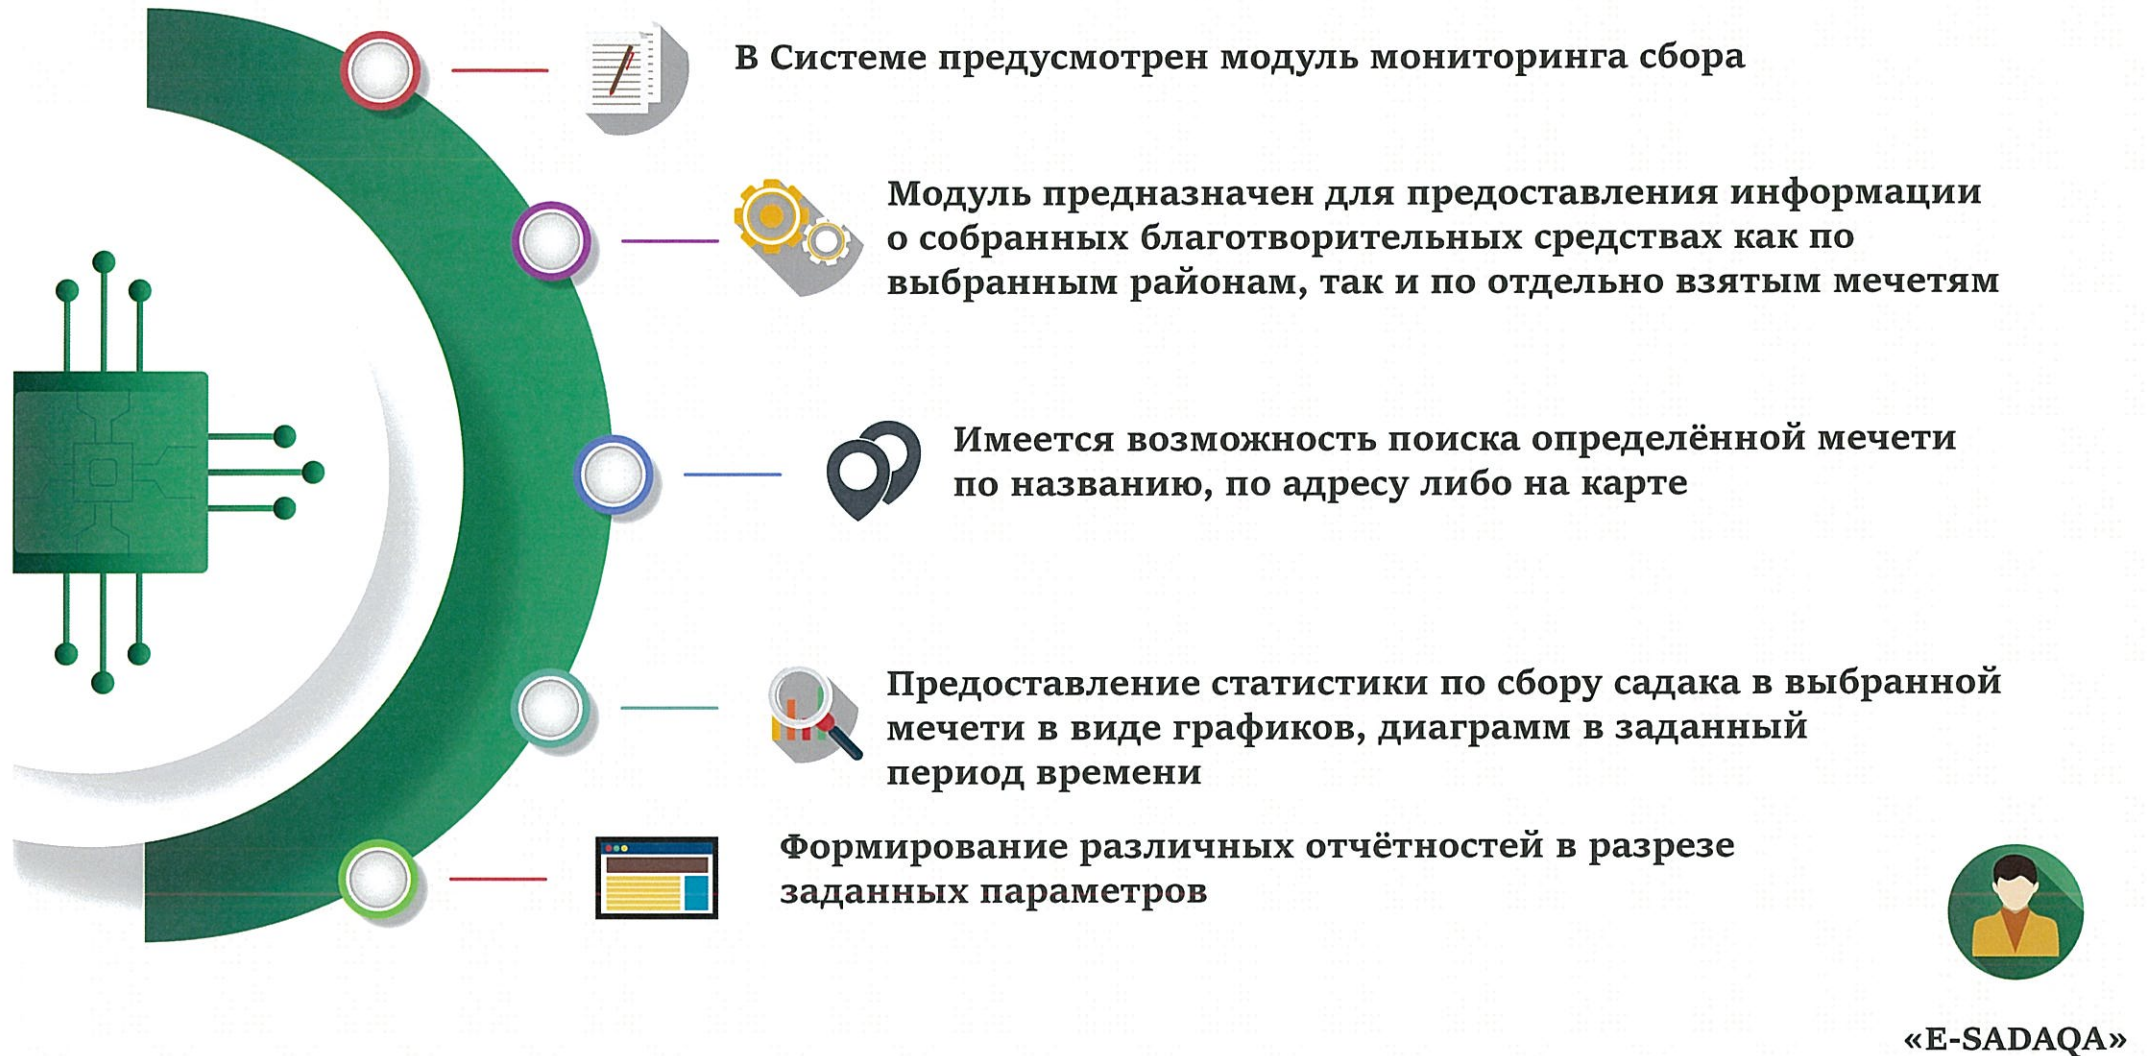 В Системе предусмотрен модуль мониторинга сбора
Модуль предназначен для предоставления информации
о собранных благотворительных средствах как по
выбранным районам, так и по отдельно взятым мечетям
Имеется возможность поиска определённой мечети
по названию, по адресу либо на карте
Предоставление статистики по сбору садака в выбранной
мечети в виде графиков, диаграмм в заданный
период времени
Формирование различных отчётностей в разрезе
заданных параметров
«E-SADAQA»